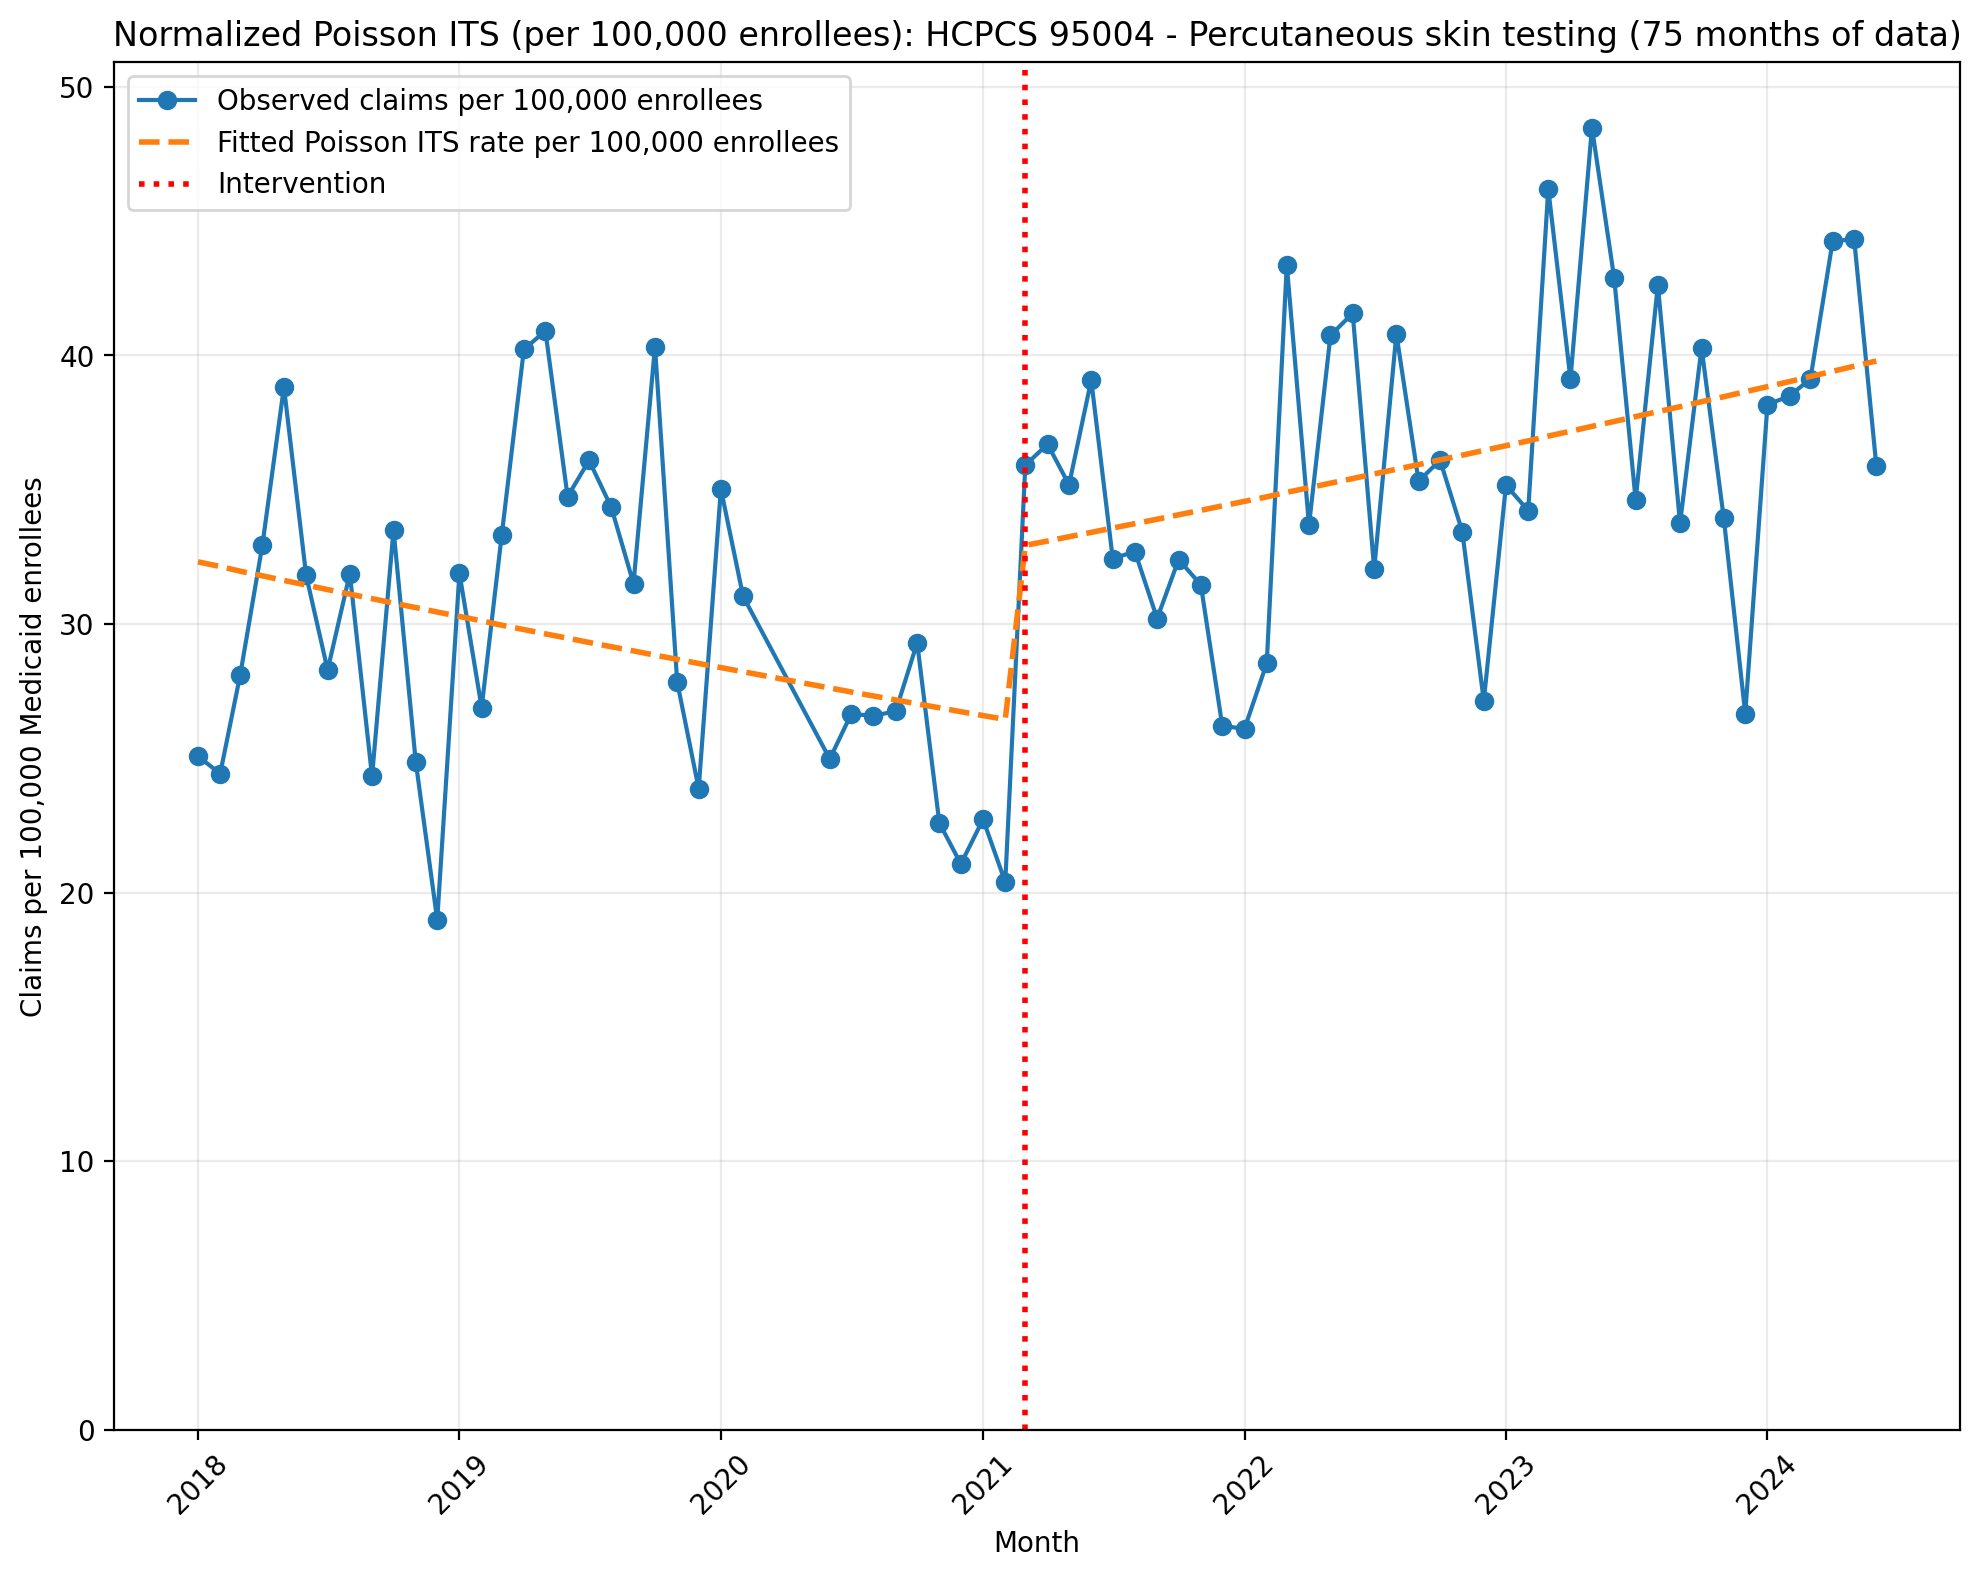 Normalized Poisson ITS (per 100,000 enrollees): HCPCS 95004 - Percutaneous skin testing (75 months of data)
Observed claims per 100,000 enrollees
Fitted Poisson ITS rate per 100,000 enrollees
Intervention
Claims per 100,000 Medicaid enrollees
50
40
30
20
10
0
2018
2019
2020
2021
2022
2023
2024
Month